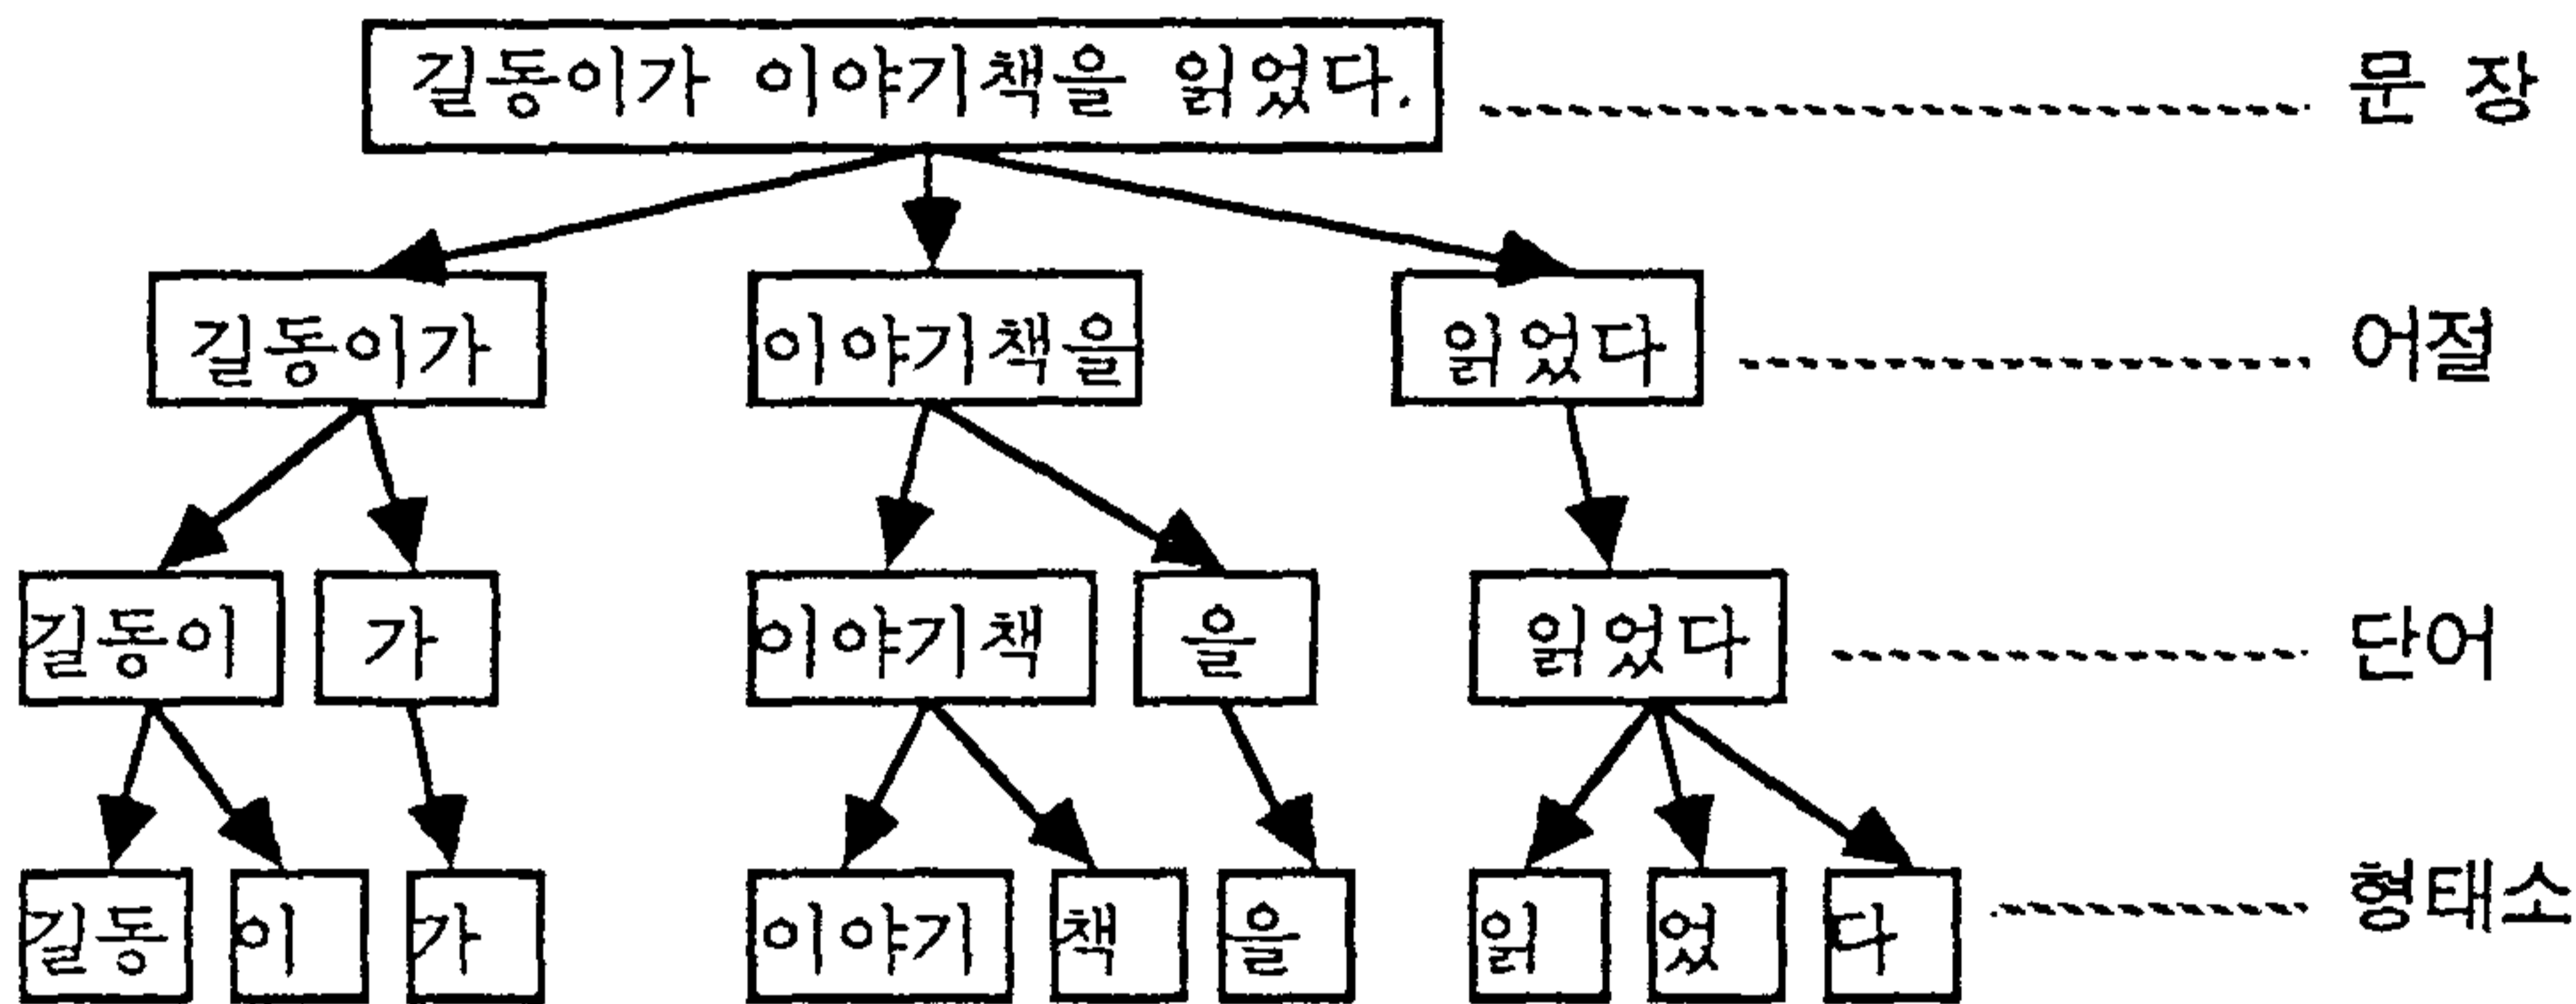 길동이가 이야기책을 읽었다. 문 장
길동이가 이야기책을 읽었다 어절
길동이 가 이야기책 을 읽었다 단어
길동 이 가 이야기 책 을 읽 었 다 형태소